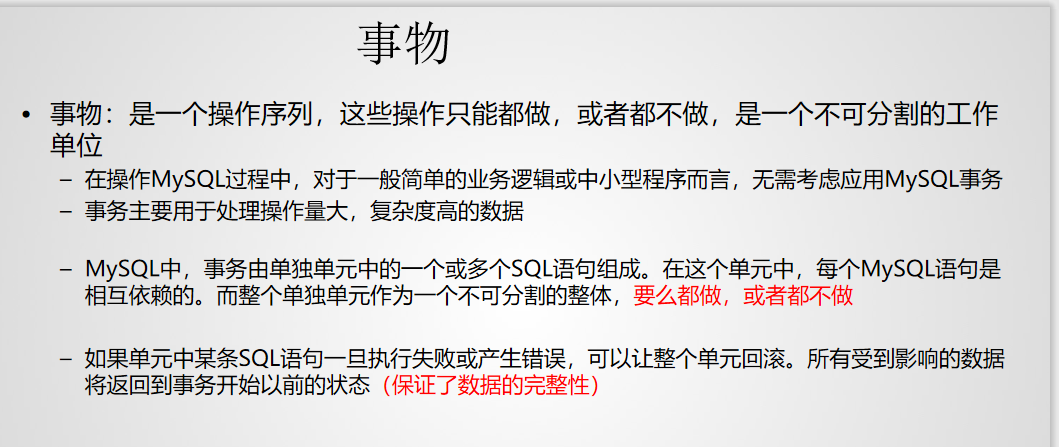 事物
• 事物：是一个操作序列，这些操作只能都做，或者都不做，是一个不可分割的工作
单位
– 在操作MySQL过程中，对于一般简单的业务逻辑或中小型程序而言，无需考虑应用MySQL事务
– 事务主要用于处理操作量大，复杂度高的数据
– MySQL中，事务由单独单元中的一个或多个SQL语句组成。在这个单元中，每个MySQL语句是
相互依赖的。而整个单独单元作为一个不可分割的整体，要么都做，或者都不做
– 如果单元中某条SQL语句一旦执行失败或产生错误，可以让整个单元回滚。所有受到影响的数据
将返回到事务开始以前的状态（保证了数据的完整性）